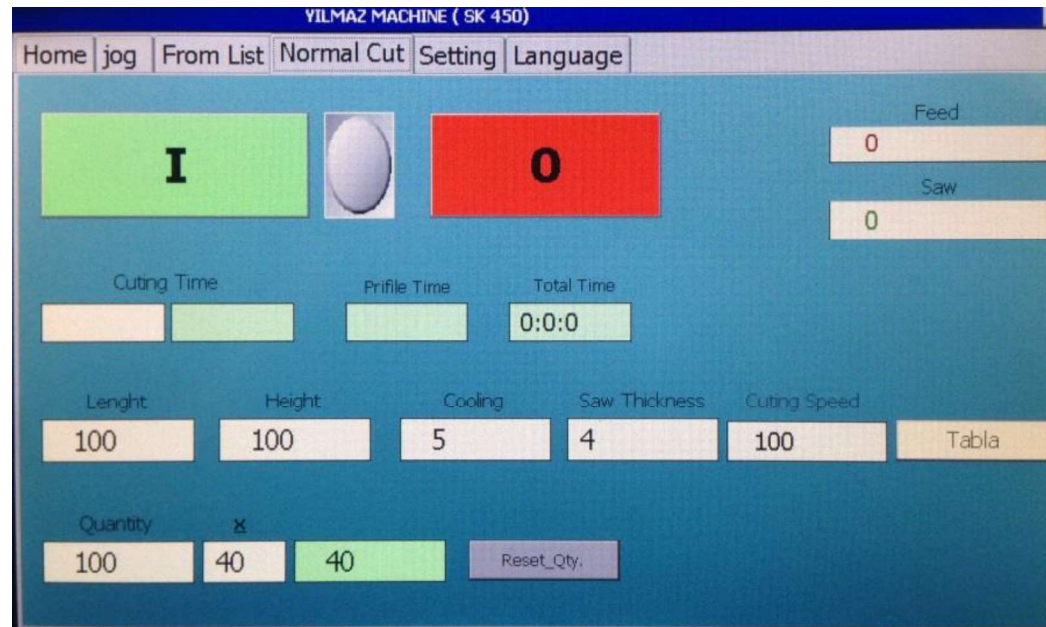 YILMAZ MACHINE ( SK 450)
Home jog From List Normal Cut Setting Language
I
0
Feed
0
Saw
0
Cuting Time Prifile Time Total Time
0:0:0
Lenght Height Cooling Saw Thickness Cuting Speed
100 100 5 4 100 Tabla
Quantity x
100 40 40 Reset_Qty.